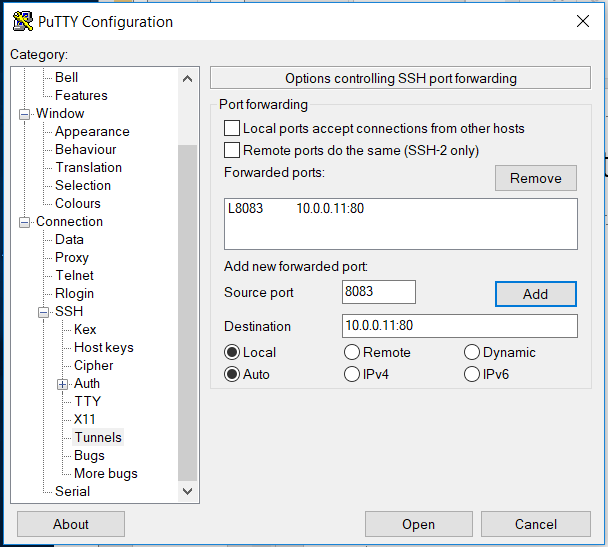 PuTTY Configuration
Category:
Bell
Features
Window
Appearance
Behaviour
Translation
Selection
Colours
Connection
Data
Proxy
Telnet
Rlogin
SSH
Kex
Host keys
Cipher
Auth
TTY
X11
Tunnels
Bugs
More bugs
Serial
Options controlling SSH port forwarding
Port forwarding
Local ports accept connections from other hosts
Remote ports do the same (SSH-2 only)
Forwarded ports:
Remove
L8083 10.0.0.11:80
Add new forwarded port:
Source port 8083 Add
Destination 10.0.0.11:80
Local Remote Dynamic
Auto IPv4 IPv6
About Open Cancel